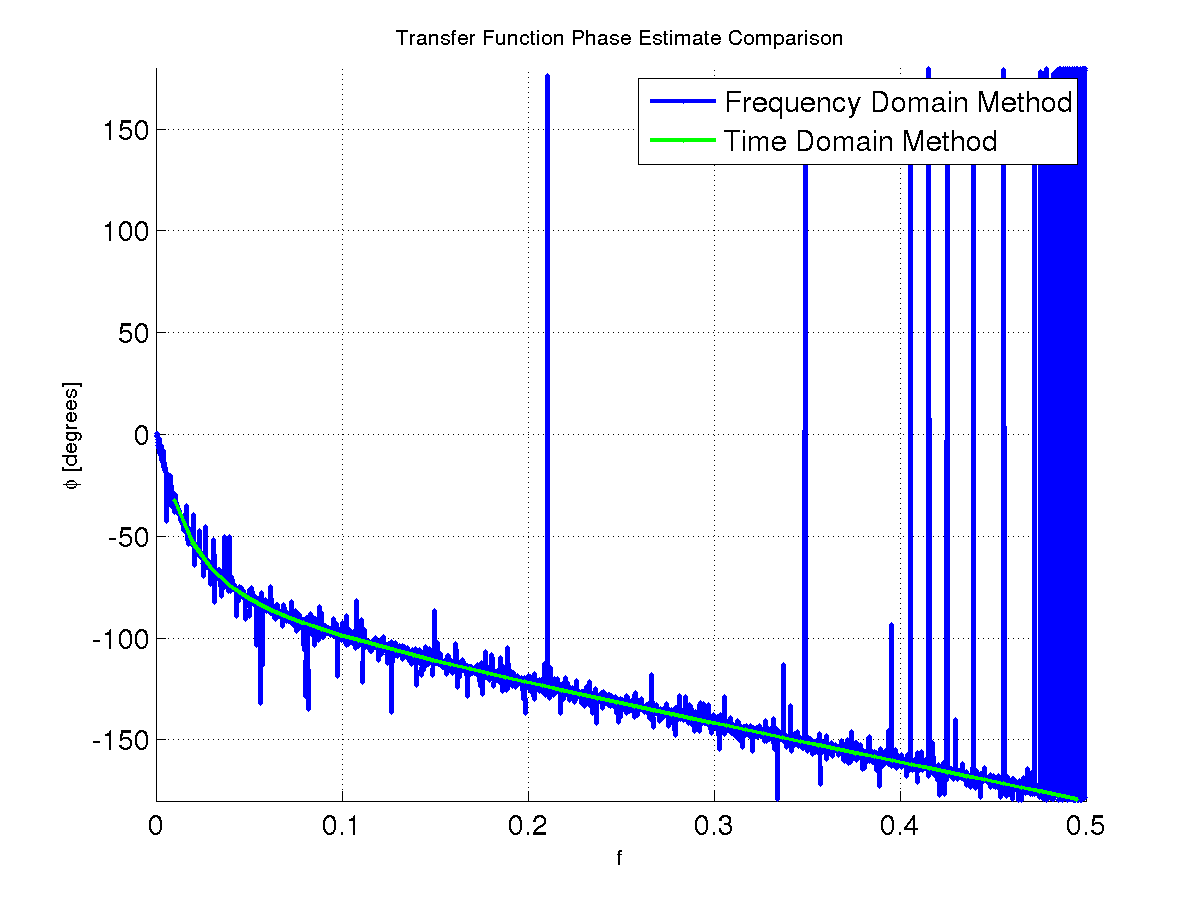 Transfer Function Phase Estimate Comparison
Frequency Domain Method
Time Domain Method
150
100
50
0
-50
-100
-150
ϕ [degrees]
0 0.1 0.2 0.3 0.4 0.5
f